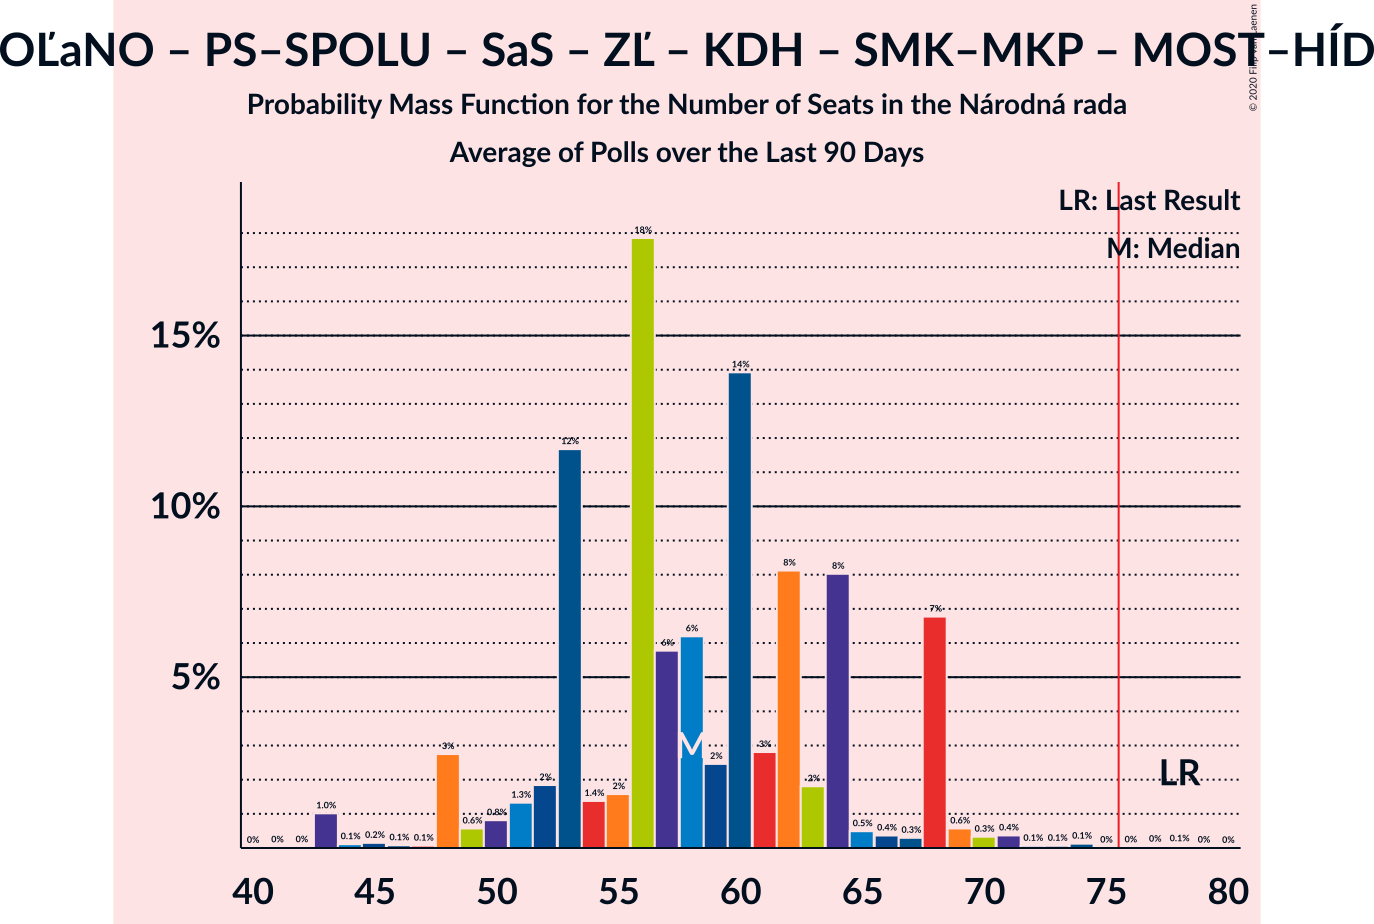 OĽaNO – PS–SPOLU – SaS – ZĽ – KDH – SMK–MKP – MOST–HÍD
Probability Mass Function for the Number of Seats in the Národná rada
Average of Polls over the Last 90 Days
© 2020 Filip van Laenen
LR: Last Result
M: Median
18%
15%
14%
12%
10%
8% 8%
7%
6% 6%
5%
M
3% 3% 2%
LR
2% 2% 2%
1.0% 0.6% 0.8% 1.3% 1.4%
0% 0% 0% 0.1% 0.2% 0.1% 0.1% 0.5% 0.4% 0.3% 0.6% 0.3% 0.4% 0.1% 0.1% 0.1% 0% 0% 0% 0.1% 0% 0%
40 45 50 55 60 65 70 75 80